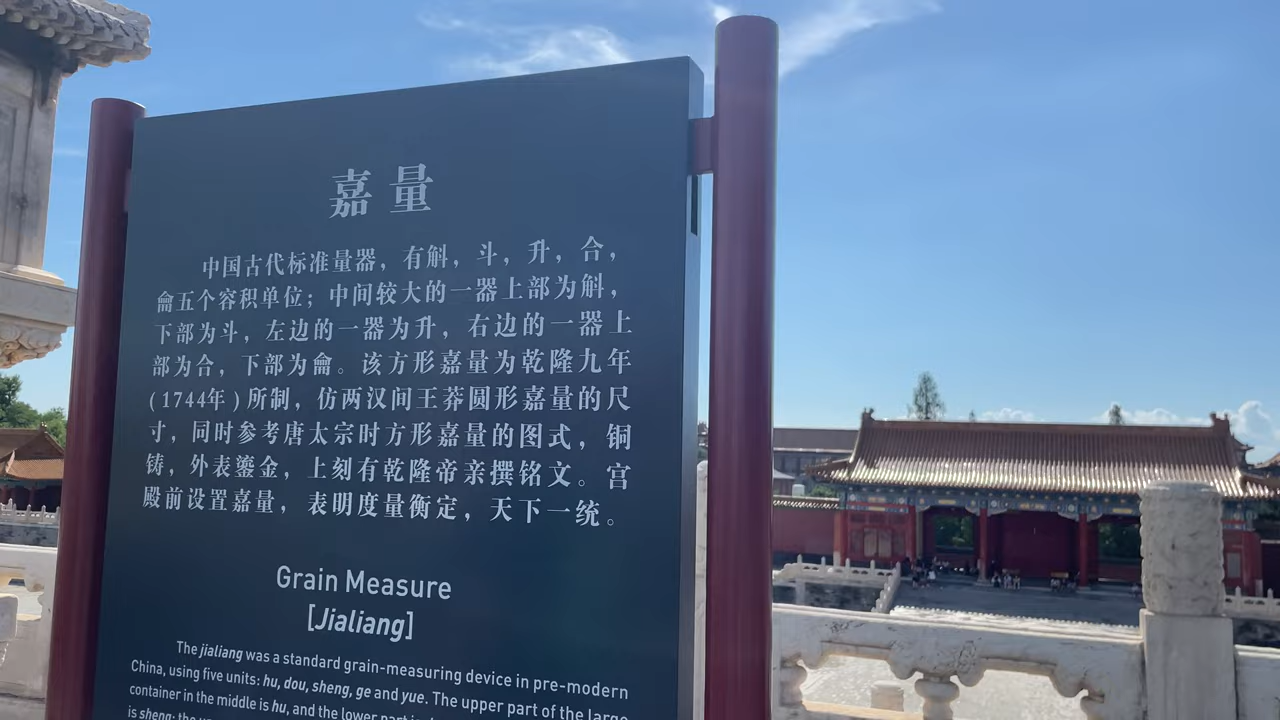 嘉量
中国古代标准量器，有斛，斗，升，合，
龠五个容积单位；中间较大的一器上部为斛，
下部为斗，左边的一器为升，右边的一器上
部为合，下部为龠。该方形嘉量为乾隆九年
(1744年)所制，仿两汉间王莽圆形嘉量的尺
寸，同时参考唐太宗时方形嘉量的图式，铜
铸，外表鎏金，上刻有乾隆帝亲撰铭文。宫
殿前设置嘉量，表明度量衡定，天下一统。
Grain Measure
[Jialiang]
The jialiang was a standard grain-measuring device in pre-modern
China, using five units: hu, dou, sheng, ge and yue. The upper part of the large
container in the middle is hu, and the lower part
is sheng; the